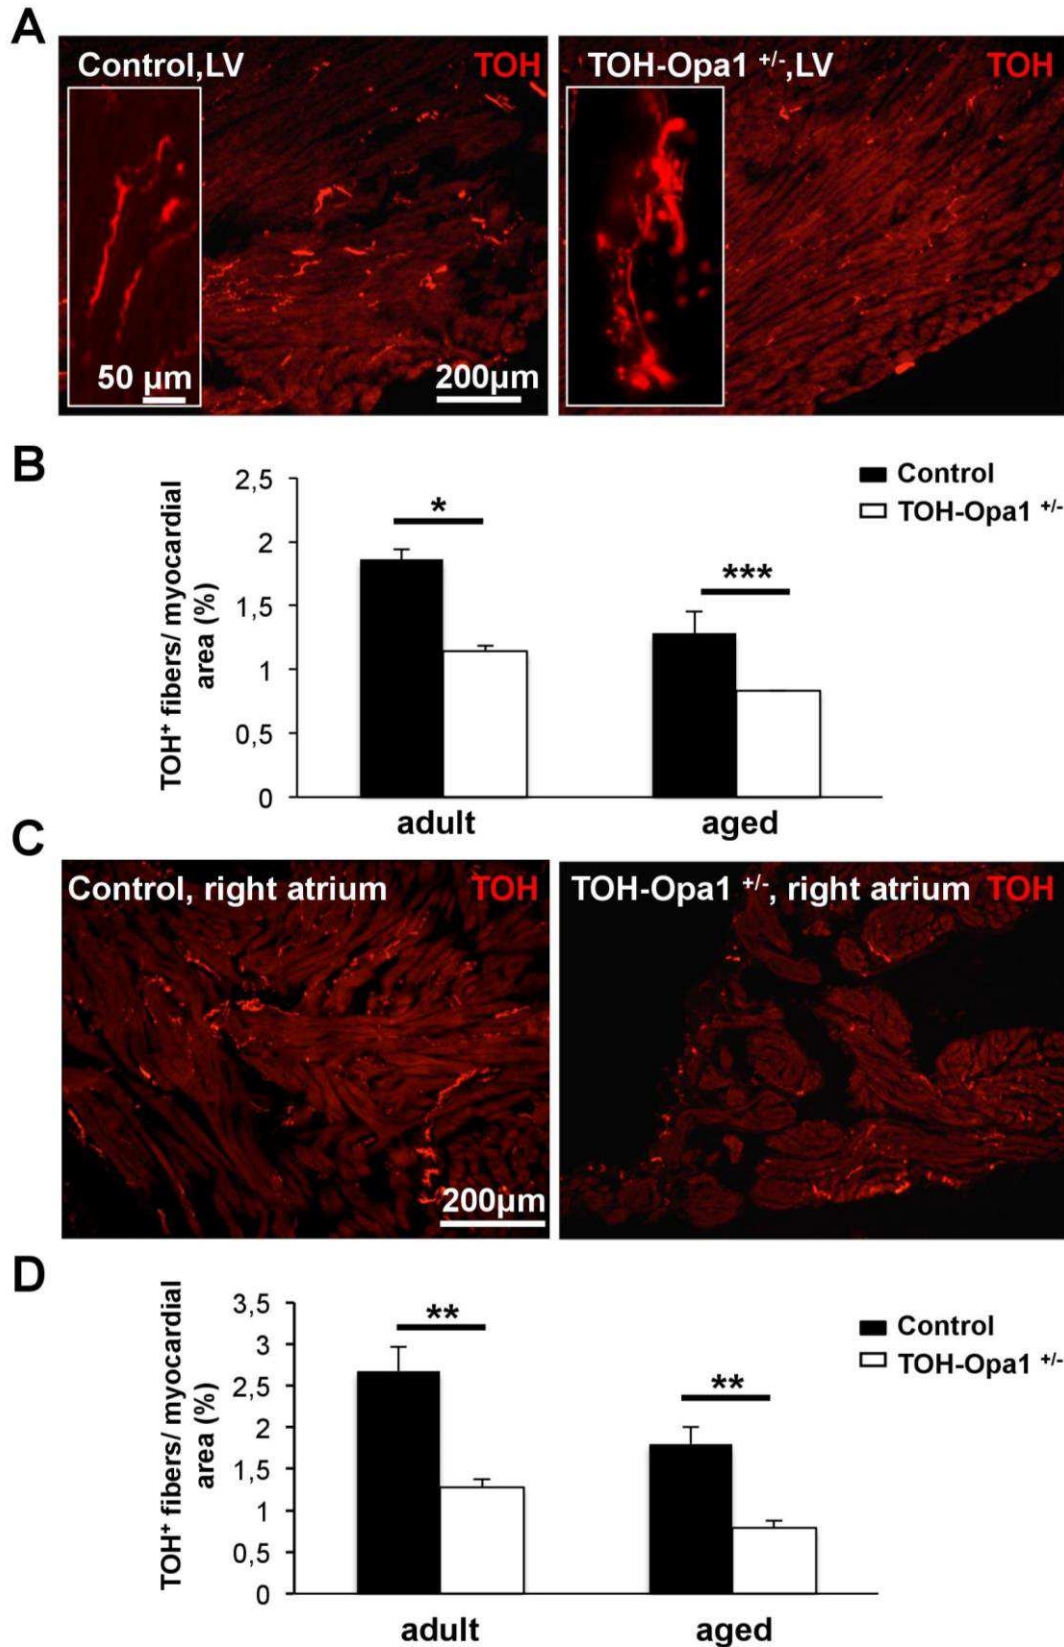 A
Control,LV TOH
50 µm
200µm
TOH-Opa1 +/-,LV TOH
B
TOH+ fibers/ myocardial
area (%)
2,5
2
1,5
1
0,5
0
*
***
adult aged
Control
TOH-Opa1 +/-
C
Control, right atrium TOH
200µm
TOH-Opa1 +/-, right atrium TOH
D
TOH+ fibers/ myocardial
area (%)
3,5
3
2,5
2
1,5
1
0,5
0
**
**
adult aged
Control
TOH-Opa1 +/-